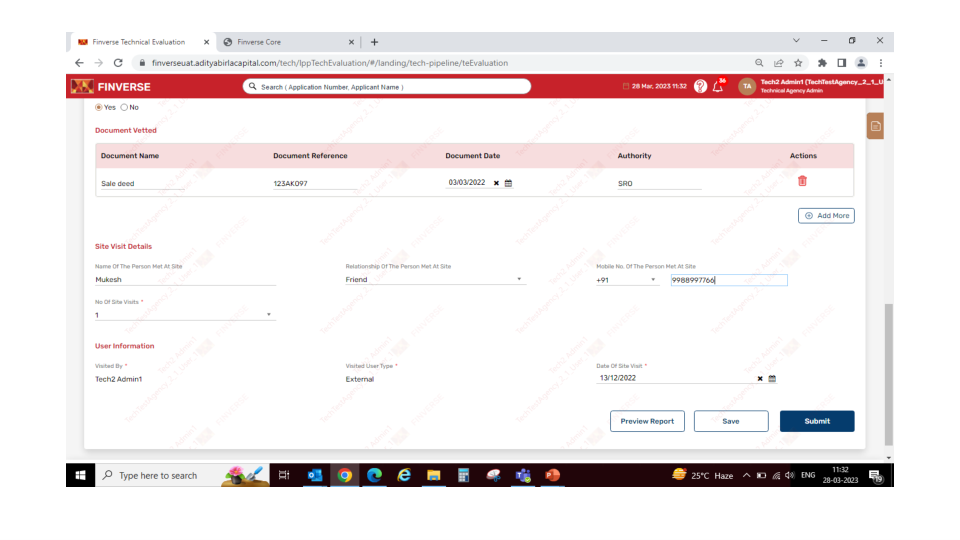 Finverse Technical Evaluation
Finverse Core
finverseuat.adityabirlacapital.com/tech/lppTechEvaluation/#/landing/tech-pipeline/teEvaluation
FINVERSE
Search ( Application Number, Applicant Name )
28 Mar, 2023 11:32
36
TA
Tech2 Admin1 (TechTestAgency_2_1_U
Technical Agency Admin
Yes No
Document Vetted
Document Name Document Reference Document Date Authority Actions
Sale deed 123AK097 03/03/2022 SRO
Add More
Site Visit Details
Name Of The Person Met At Site Relationship Of The Person Met At Site Mobile No. Of The Person Met At Site
Mukesh Friend +91 9988997766
No Of Site Visits *
1
User Information
Visited By * Visited User Type * Date Of Site Visit *
Tech2 Admin1 External 13/12/2022
Preview Report Save Submit
Type here to search
25°C Haze ENG 11:32
28-03-2023
19